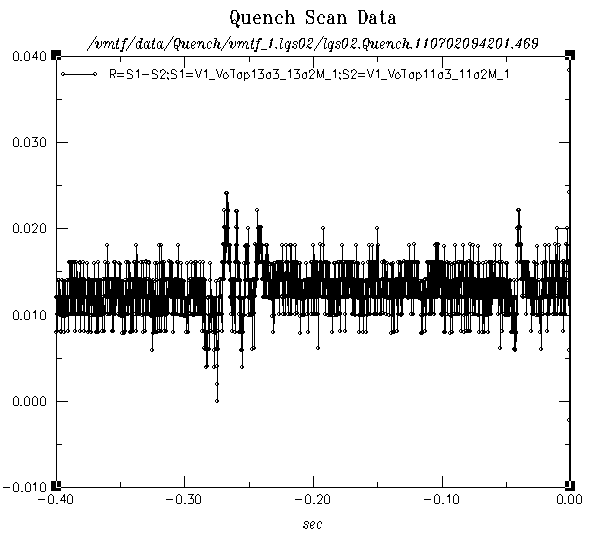 Quench Scan Data
/vmtf/data/Quench/vmtf_1.lqs02/lqs02.Quench.110702094201.469
R=S1-S2;S1=V1_VoTap13a3_13a2M_1;S2=V1_VoTap11a3_11a2M_1
0.040
0.030
0.020
0.010
0.000
-0.010
-0.40 -0.30 -0.20 -0.10 0.00
sec